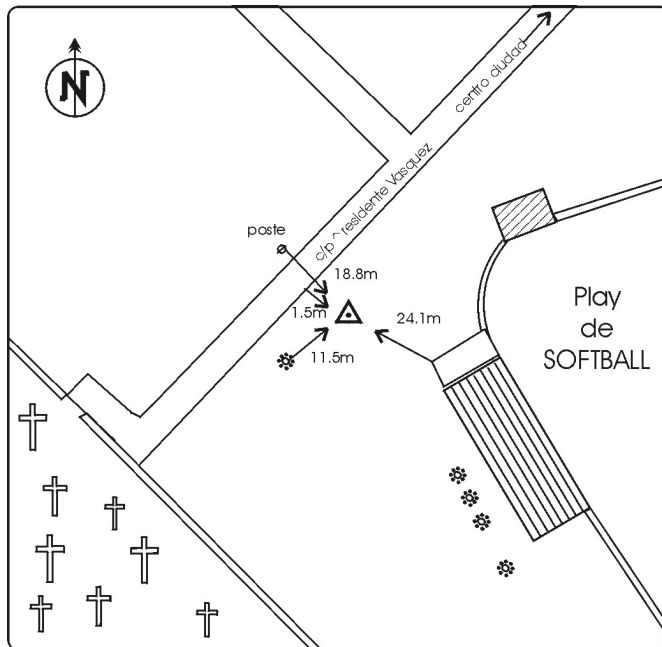 N
centro ciudad
c/p^residente Vasquez
poste
18.8m
1.5m
24.1m
11.5m
Play
de
SOFTBALL